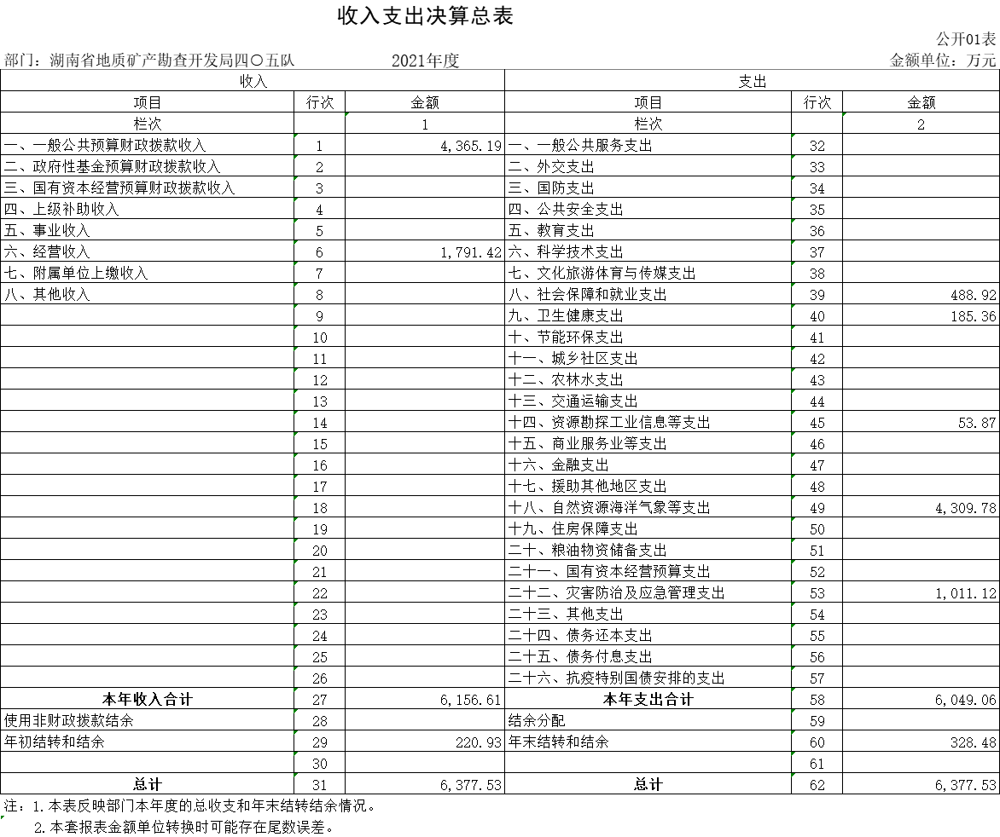 收入支出决算总表
公开01表
部门：湖南省地质矿产勘查开发局四〇五队 2021年度 金额单位：万元
收入 支出
项目 行次 金额 项目 行次 金额
栏次 1 栏次 2
一、一般公共预算财政拨款收入 1 4,365.19 一、一般公共服务支出 32
二、政府性基金预算财政拨款收入 2 二、外交支出 33
三、国有资本经营预算财政拨款收入 3 三、国防支出 34
四、上级补助收入 4 四、公共安全支出 35
五、事业收入 5 五、教育支出 36
六、经营收入 6 1,791.42 六、科学技术支出 37
七、附属单位上缴收入 7 七、文化旅游体育与传媒支出 38
八、其他收入 8 八、社会保障和就业支出 39 488.92
9 九、卫生健康支出 40 185.36
10 十、节能环保支出 41
11 十一、城乡社区支出 42
12 十二、农林水支出 43
13 十三、交通运输支出 44
14 十四、资源勘探工业信息等支出 45 53.87
15 十五、商业服务业等支出 46
16 十六、金融支出 47
17 十七、援助其他地区支出 48
18 十八、自然资源海洋气象等支出 49 4,309.78
19 十九、住房保障支出 50
20 二十、粮油物资储备支出 51
21 二十一、国有资本经营预算支出 52
22 二十二、灾害防治及应急管理支出 53 1,011.12
23 二十三、其他支出 54
24 二十四、债务还本支出 55
25 二十五、债务付息支出 56
26 二十六、抗疫特别国债安排的支出 57
本年收入合计 27 6,156.61 本年支出合计 58 6,049.06
使用非财政拨款结余 28 结余分配 59
年初结转和结余 29 220.93 年末结转和结余 60 328.48
30 61
总计 31 6,377.53 总计 62 6,377.53
注：1.本表反映部门本年度的总收支和年末结转结余情况。
2.本套报表金额单位转换时可能存在尾数误差。